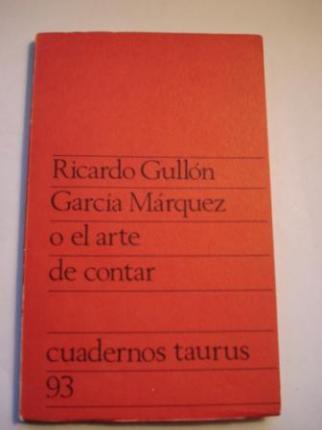 Ricardo Gullón
García Márquez
o el arte
de contar
cuadernos taurus
93